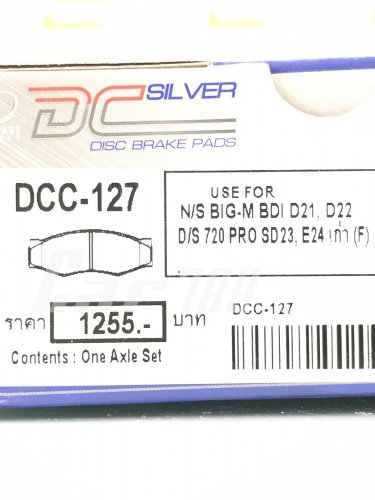 DC SILVER
DISC BRAKE PADS
DCC-127
USE FOR
N/S BIG-M BDI D21, D22
D/S 720 PRO SD23, E24 เก่า (F)
ราคา 1255.- บาท
DCC-127
Contents : One Axle Set